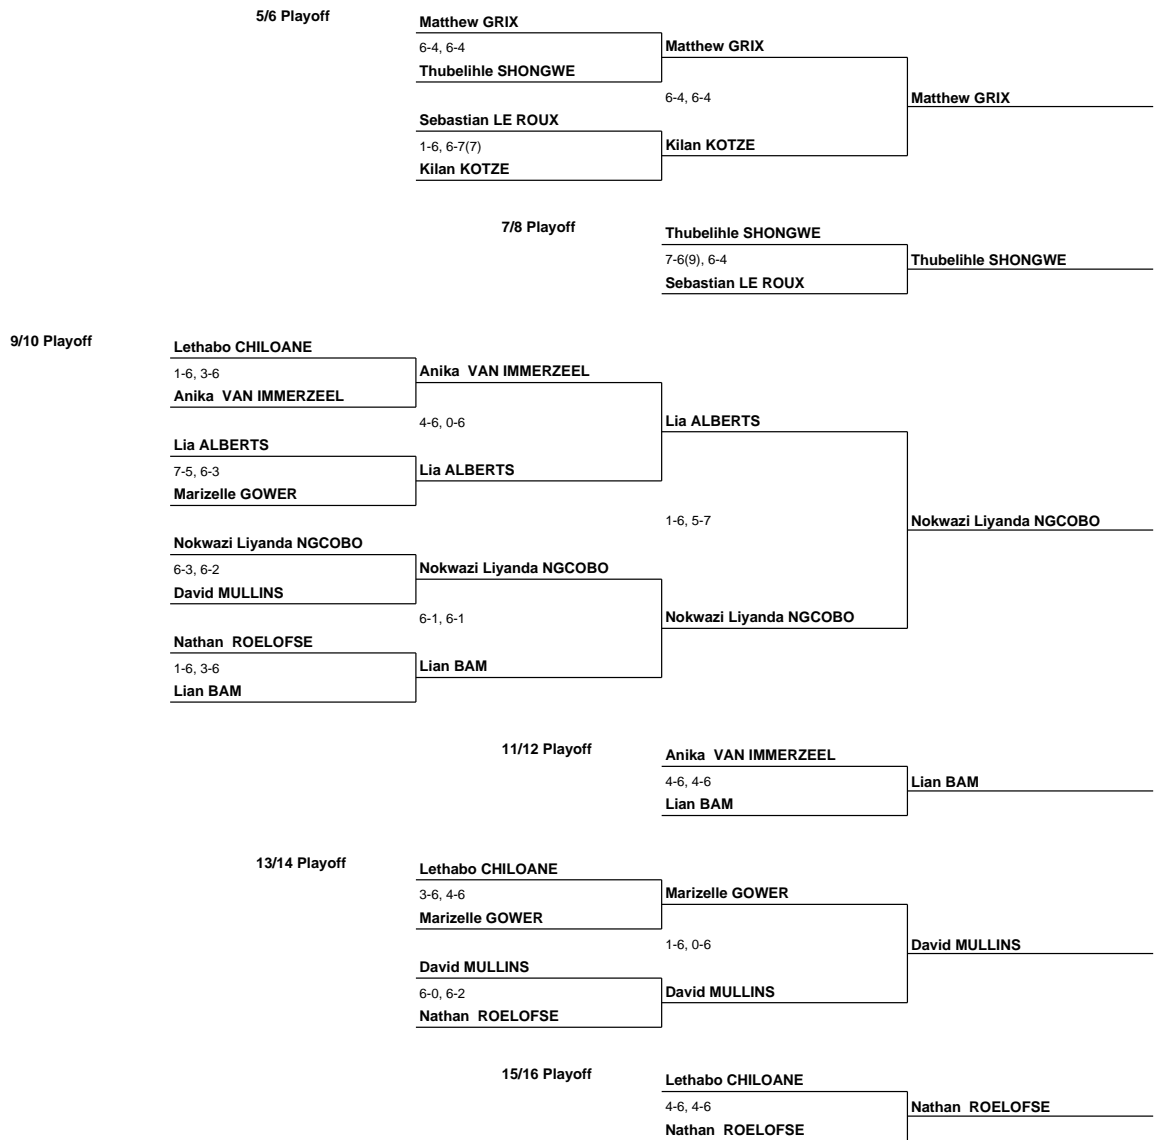 5/6 Playoff
Matthew GRIX
6-4, 6-4
Thubelihle SHONGWE
Matthew GRIX
6-4, 6-4
Matthew GRIX
Sebastian LE ROUX
1-6, 6-7(7)
Kilan KOTZE
Kilan KOTZE
7/8 Playoff
Thubelihle SHONGWE
7-6(9), 6-4
Sebastian LE ROUX
Thubelihle SHONGWE
9/10 Playoff
Lethabo CHILOANE
1-6, 3-6
Anika  VAN IMMERZEEL
Anika  VAN IMMERZEEL
4-6, 0-6
Lia ALBERTS
Lia ALBERTS
7-5, 6-3
Marizelle GOWER
Lia ALBERTS
1-6, 5-7
Nokwazi Liyanda NGCOBO
Nokwazi Liyanda NGCOBO
6-3, 6-2
David MULLINS
Nokwazi Liyanda NGCOBO
6-1, 6-1
Nokwazi Liyanda NGCOBO
Nathan  ROELOFSE
1-6, 3-6
Lian BAM
Lian BAM
11/12 Playoff
Anika  VAN IMMERZEEL
4-6, 4-6
Lian BAM
Lian BAM
13/14 Playoff
Lethabo CHILOANE
3-6, 4-6
Marizelle GOWER
Marizelle GOWER
1-6, 0-6
David MULLINS
David MULLINS
6-0, 6-2
Nathan  ROELOFSE
David MULLINS
15/16 Playoff
Lethabo CHILOANE
4-6, 4-6
Nathan  ROELOFSE
Nathan  ROELOFSE